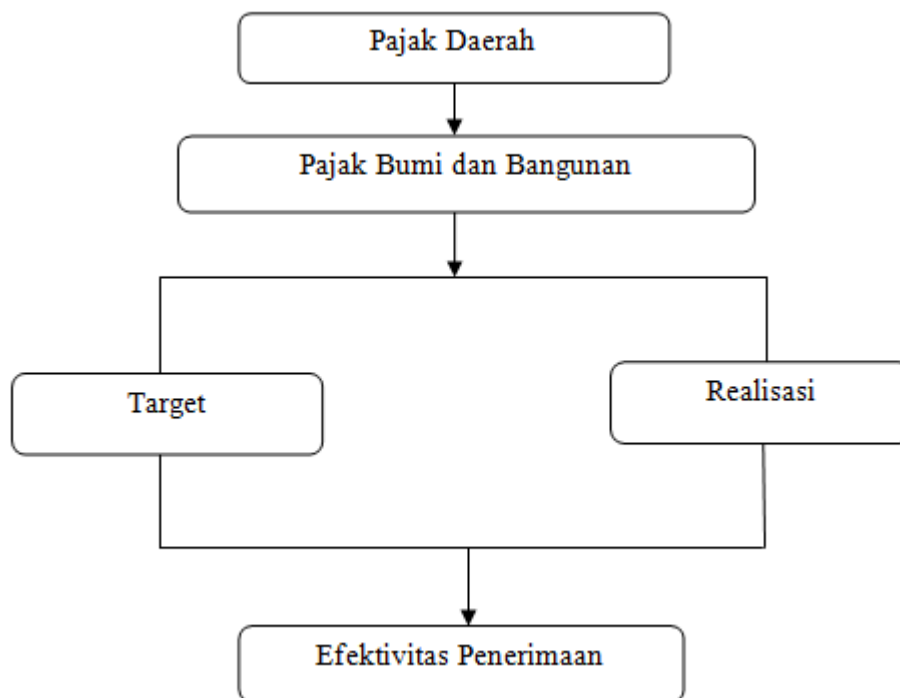 Pajak Daerah
Pajak Bumi dan Bangunan
Target
Realisasi
Efektivitas Penerimaan